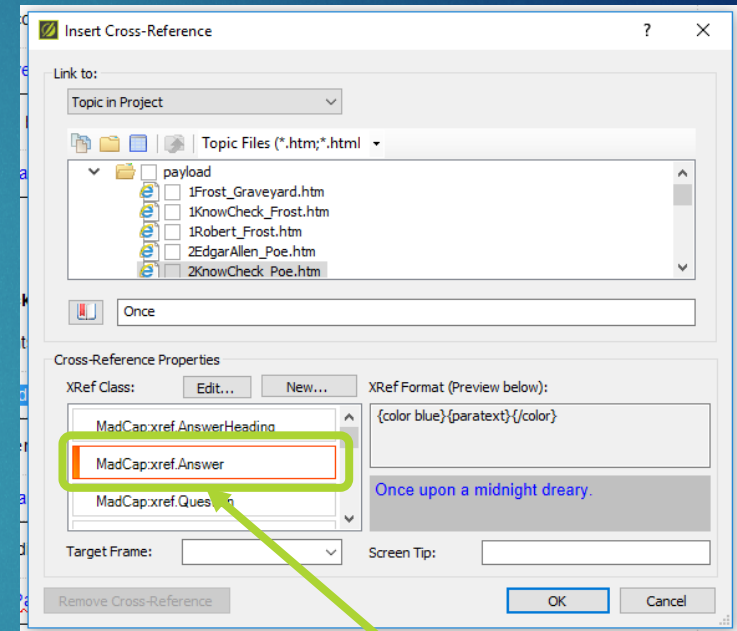 Insert Cross-Reference ? X
Link to:
Topic in Project
Topic Files (*.htm;*.html
payload
1Frost_Graveyard.htm
1KnowCheck_Frost.htm
1Robert_Frost.htm
2EdgarAllen_Poe.htm
2KnowCheck_Poe.htm
Once
Cross-Reference Properties
XRef Class: Edit... New... XRef Format (Preview below):
MadCap:xref.AnswerHeading
{color blue}{paratext}{/color}
MadCap:xref.Answer
MadCap:xref.Question
Once upon a midnight dreary.
Target Frame: Screen Tip:
Remove Cross-Reference OK Cancel